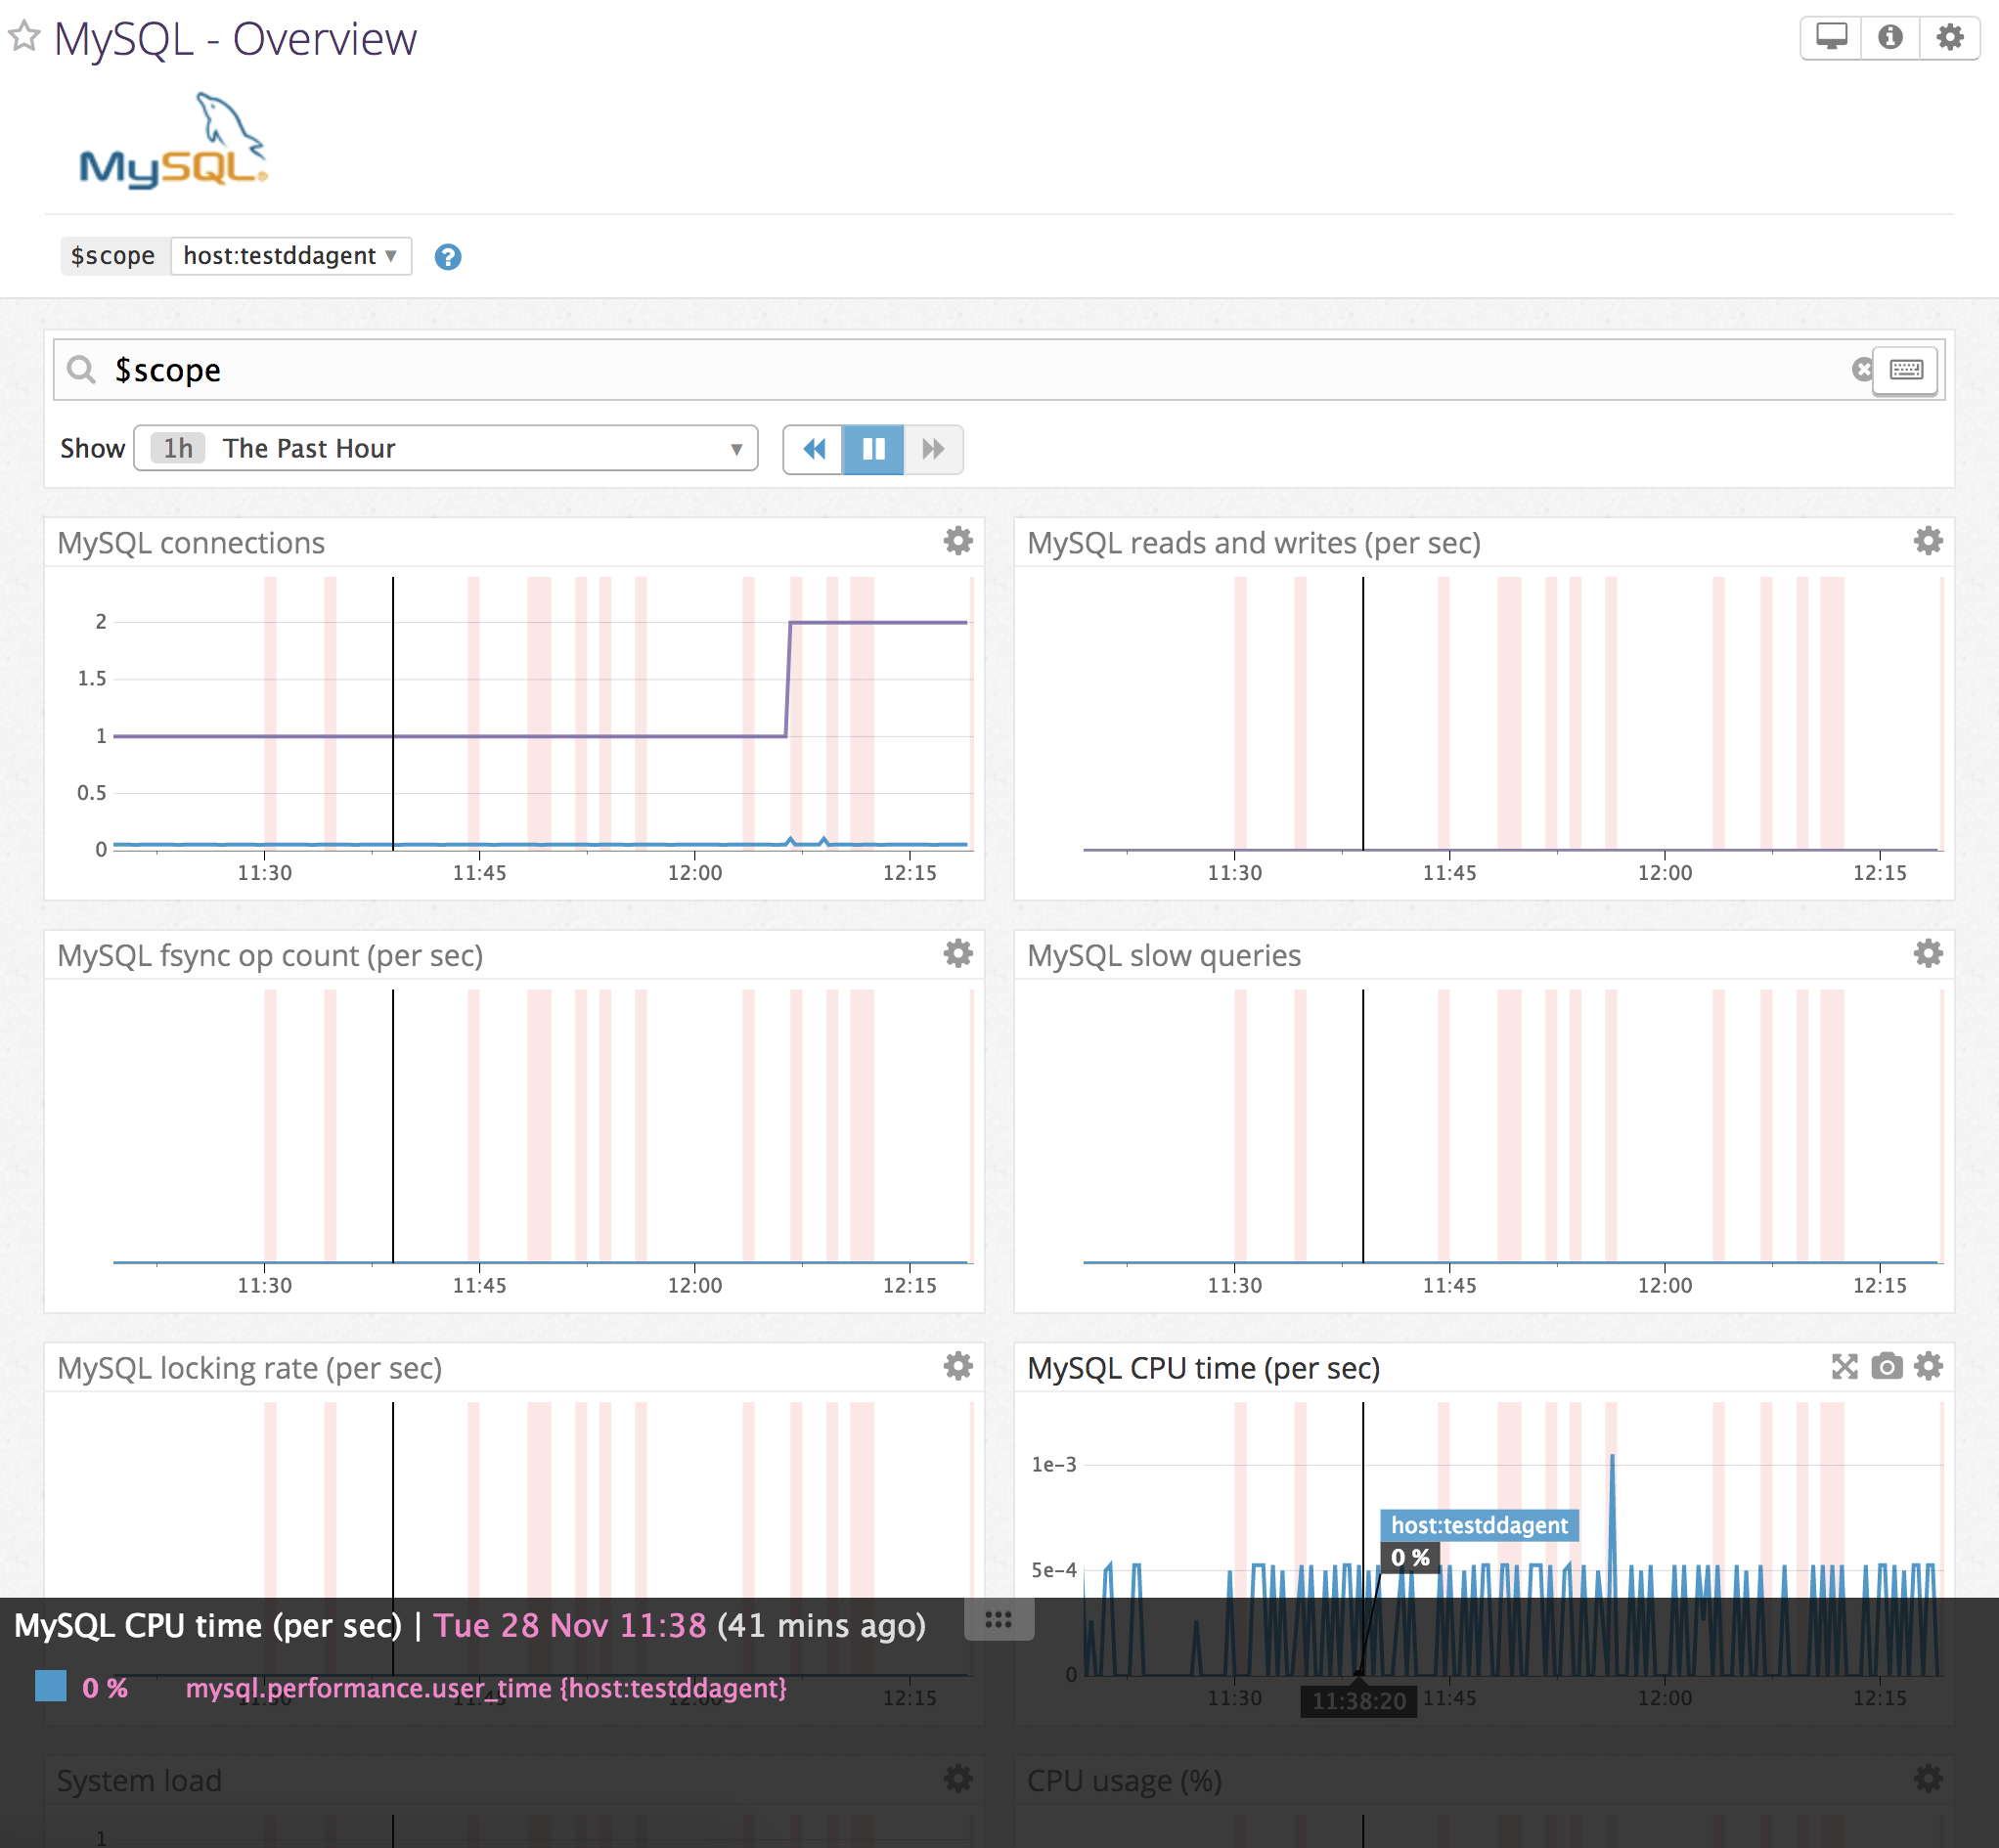 MySQL - Overview
MySQL®
$scope host:testddagent ?
$scope
Show 1h The Past Hour
MySQL connections
2
1.5
1
0.5
0
11:30 11:45 12:00 12:15
MySQL reads and writes (per sec)
11:30 11:45 12:00 12:15
MySQL fsync op count (per sec)
11:30 11:45 12:00 12:15
MySQL slow queries
11:30 11:45 12:00 12:15
MySQL locking rate (per sec)
11:30 11:45 12:00 12:15
MySQL CPU time (per sec)
1e-3
5e-4
0
host:testddagent
0 %
11:30 11:38:20 11:45 12:00 12:15
MySQL CPU time (per sec) | Tue 28 Nov 11:38 (41 mins ago)
0 % mysql.performance.user_time {host:testddagent}
System load
1
CPU usage (%)